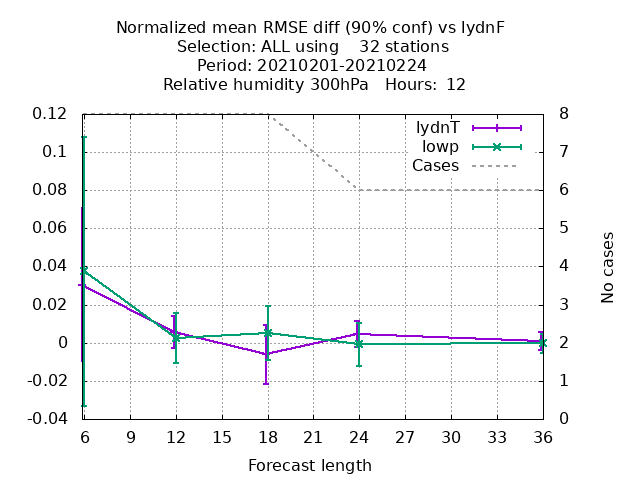 Normalized mean RMSE diff (90% conf) vs lydnF
Selection: ALL using    32 stations
Period: 20210201-20210224
Relative humidity 300hPa   Hours:  12
0.12
0.1
0.08
0.06
0.04
0.02
0
-0.02
-0.04
lydnT
lowp
Cases
8
7
6
5
4
3
2
1
0
No cases
6 9 12 15 18 21 24 27 30 33 36
Forecast length